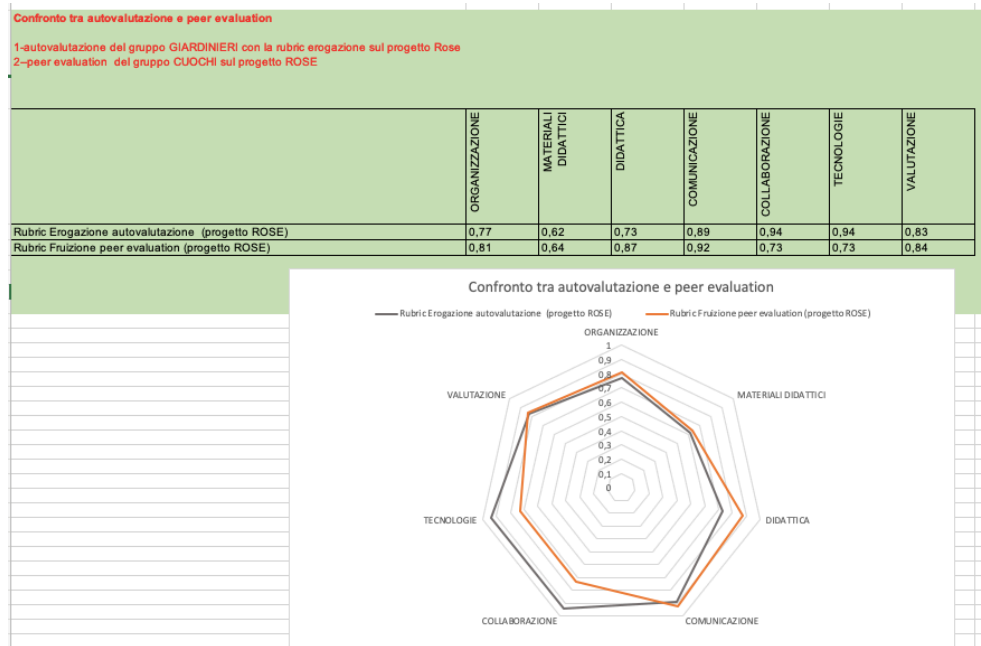 Confronto tra autovalutazione e peer evaluation
1-autovalutazione del gruppo GIARDINIERI con la rubric erogazione sul progetto Rose
2–peer evaluation del gruppo CUOCHI sul progetto ROSE
ORGANIZZAZIONE
MATERIALI
DIDATTICI
DIDATTICA
COMUNICAZIONE
COLLABORAZIONE
TECNOLOGIE
VALUTAZIONE
Rubric Erogazione autovalutazione (progetto ROSE) 0,77 0,62 0,73 0,89 0,94 0,94 0,83
Rubric Fruizione peer evaluation (progetto ROSE) 0,81 0,64 0,87 0,92 0,73 0,73 0,84
Confronto tra autovalutazione e peer evaluation
Rubric Erogazione autovalutazione (progetto ROSE) Rubric Fruizione peer evaluation (progetto ROSE)
ORGANIZZAZIONE
1
0,9
0,8
0,7
0,6
0,5
0,4
0,3
0,2
0,1
0
VALUTAZIONE
MATERIALI DIDATTICI
TECNOLOGIE
DIDATTICA
COLLABORAZIONE
COMUNICAZIONE